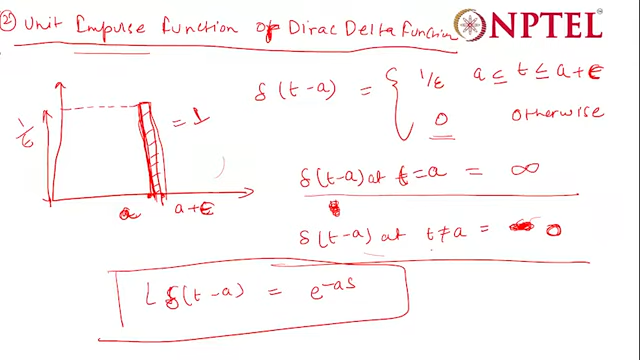 ② Unit Impulse Function of Dirac Delta Function
NPTEL
δ(t-a) = { 1/ε a ≤ t ≤ a+ε
0 otherwise
1/ε
= 1
a a+ε
δ(t-a) at t=a = ∞
δ(t-a) at t≠a = 0
L δ(t-a) = e^-as